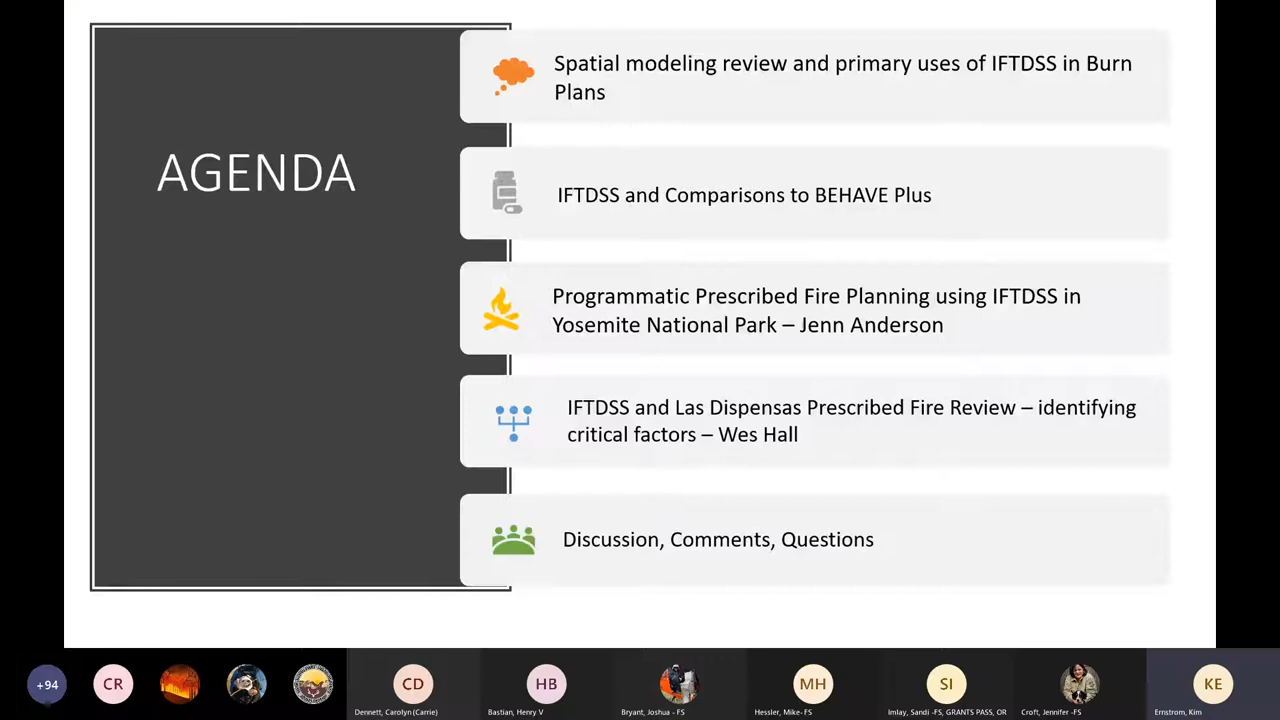 AGENDA
Spatial modeling review and primary uses of IFTDSS in Burn
Plans
IFTDSS and Comparisons to BEHAVE Plus
Programmatic Prescribed Fire Planning using IFTDSS in
Yosemite National Park – Jenn Anderson
IFTDSS and Las Dispensas Prescribed Fire Review – identifying
critical factors – Wes Hall
Discussion, Comments, Questions
+94
CR
CD
HB
MH
SI
KE
Dennett, Carolyn (Carrie)
Bastian, Henry V
Bryant, Joshua - FS
Hessler, Mike- FS
Imlay, Sandi -FS, GRANTS PASS, OR
Croft, Jennifer -FS
Ernstrom, Kim